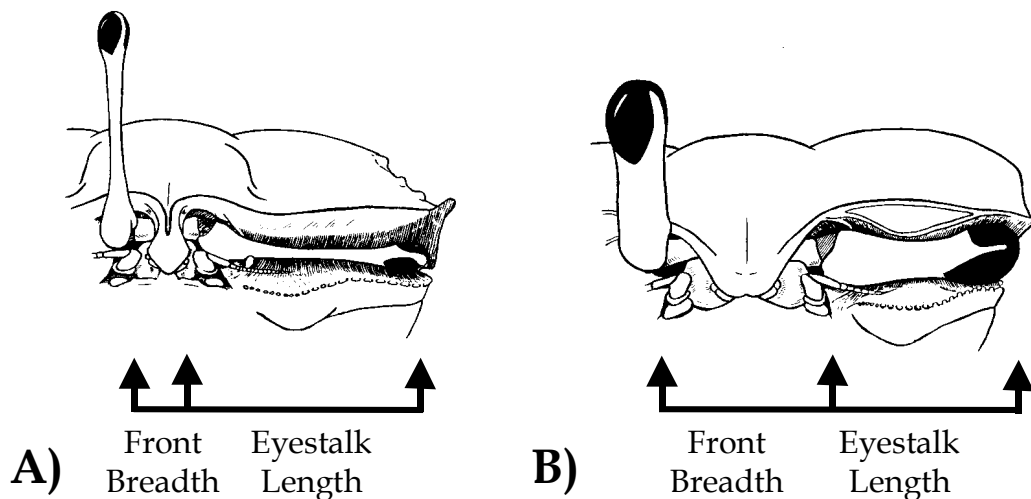 A)
Front
Breadth
Eyestalk
Length
B)
Front
Breadth
Eyestalk
Length